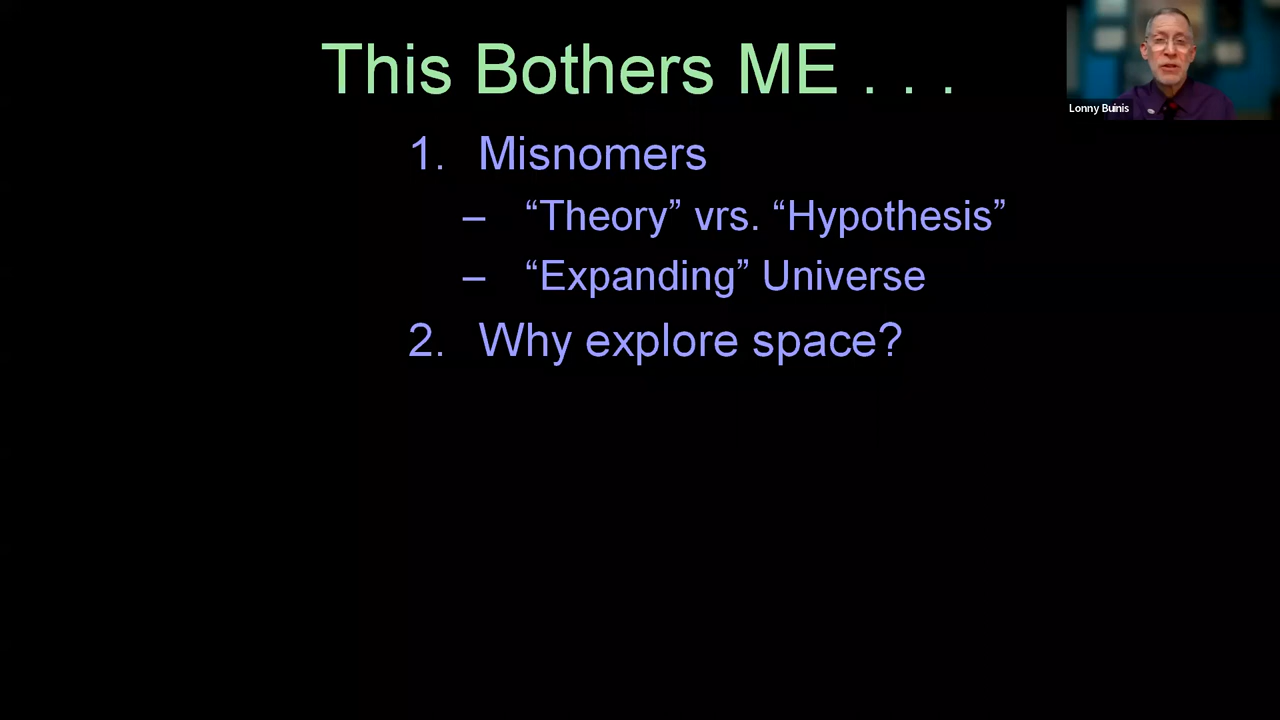 This Bothers ME . . .
Lonny Buinis
1. Misnomers
– “Theory” vrs. “Hypothesis”
– “Expanding” Universe
2. Why explore space?